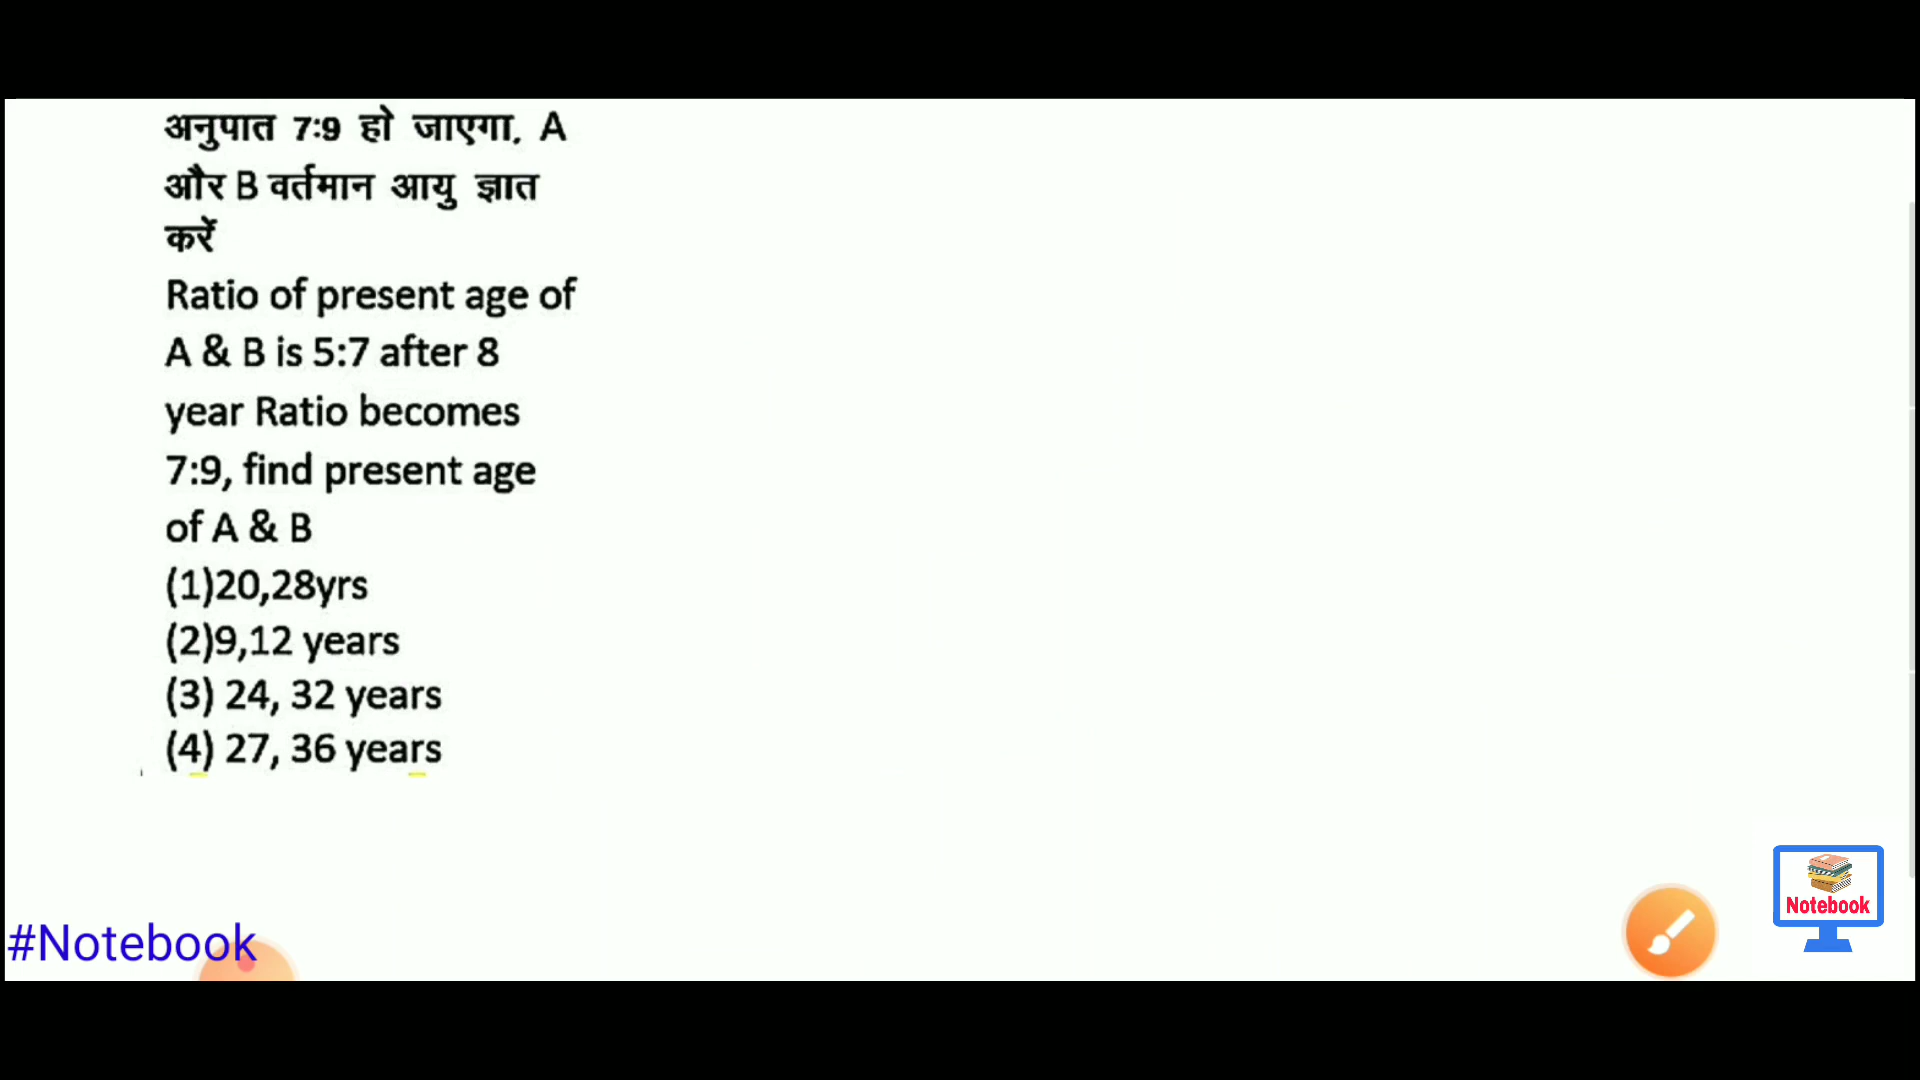 अनुपात 7:9 हो जाएगा, A
और B वर्तमान आयु ज्ञात
करें
Ratio of present age of
A & B is 5:7 after 8
year Ratio becomes
7:9, find present age
of A & B
(1)20,28yrs
(2)9,12 years
(3) 24, 32 years
(4) 27, 36 years
#Notebook
Notebook